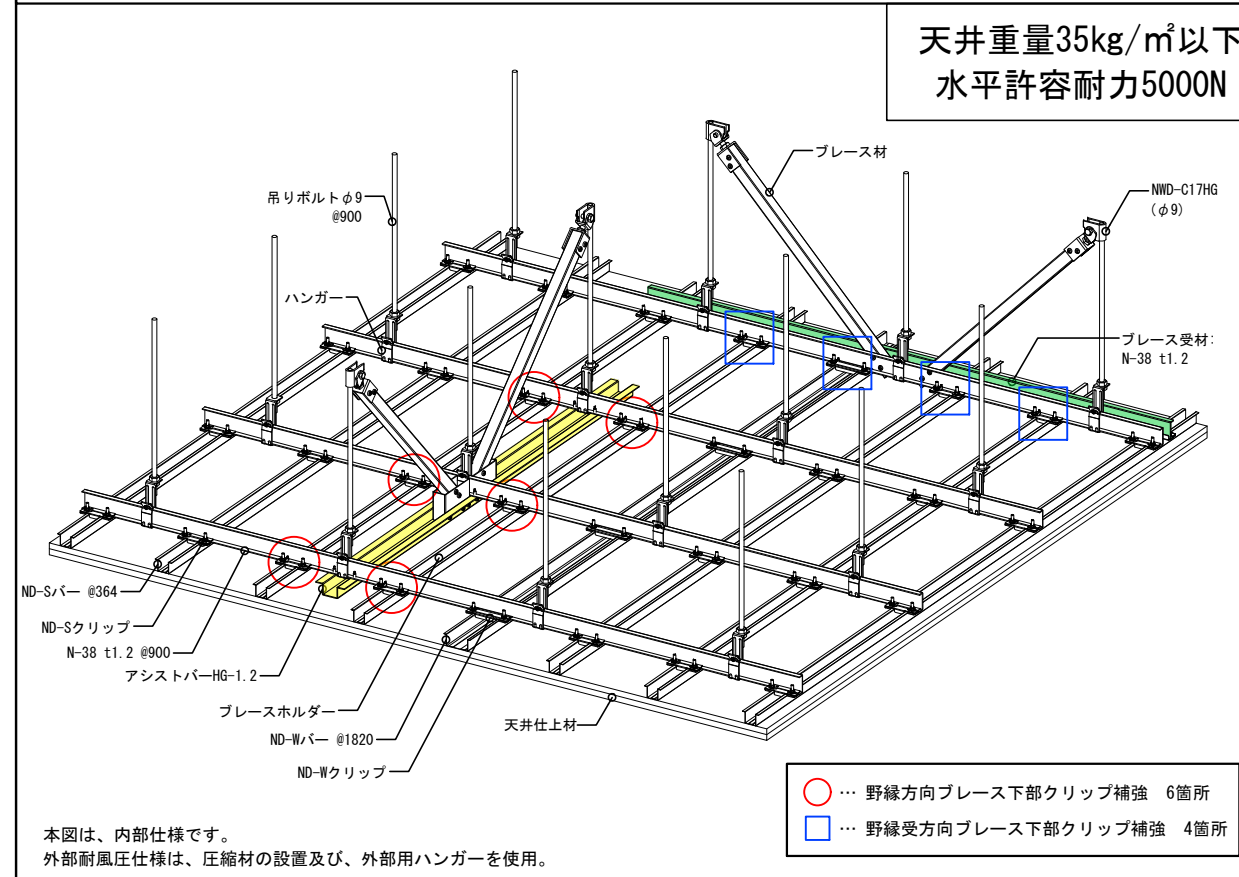 天井重量35kg/㎡以下
水平許容耐力5000N
ブレース材
吊りボルトφ9
@900
NWD-C17HG
(φ9)
ハンガー
ブレース受材:
N-38 t1.2
ND-Sバー @364
ND-Sクリップ
N-38 t1.2 @900
アシストバーHG-1.2
ブレースホルダー
ND-Wバー @1820
ND-Wクリップ
天井仕上材
… 野縁方向ブレース下部クリップ補強 6箇所
… 野縁受方向ブレース下部クリップ補強 4箇所
本図は、内部仕様です。
外部耐風圧仕様は、圧縮材の設置及び、外部用ハンガーを使用。